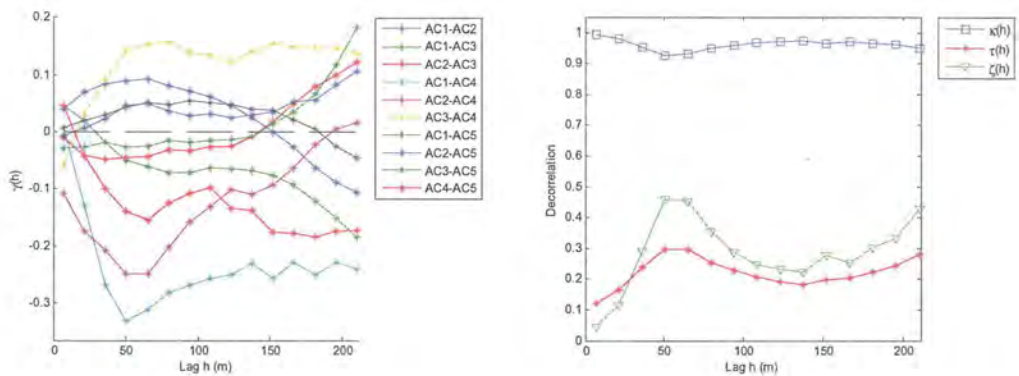 0.2
0.1
0
-0.1
-0.2
-0.3
γ(h)
0 50 100 150 200
Lag h (m)
AC1-AC2
AC1-AC3
AC2-AC3
AC1-AC4
AC2-AC4
AC3-AC4
AC1-AC5
AC2-AC5
AC3-AC5
AC4-AC5
1
0.9
0.8
0.7
0.6
0.5
0.4
0.3
0.2
0.1
0
Decorrelation
0 50 100 150 200
Lag h (m)
κ(h)
τ(h)
ζ(h)